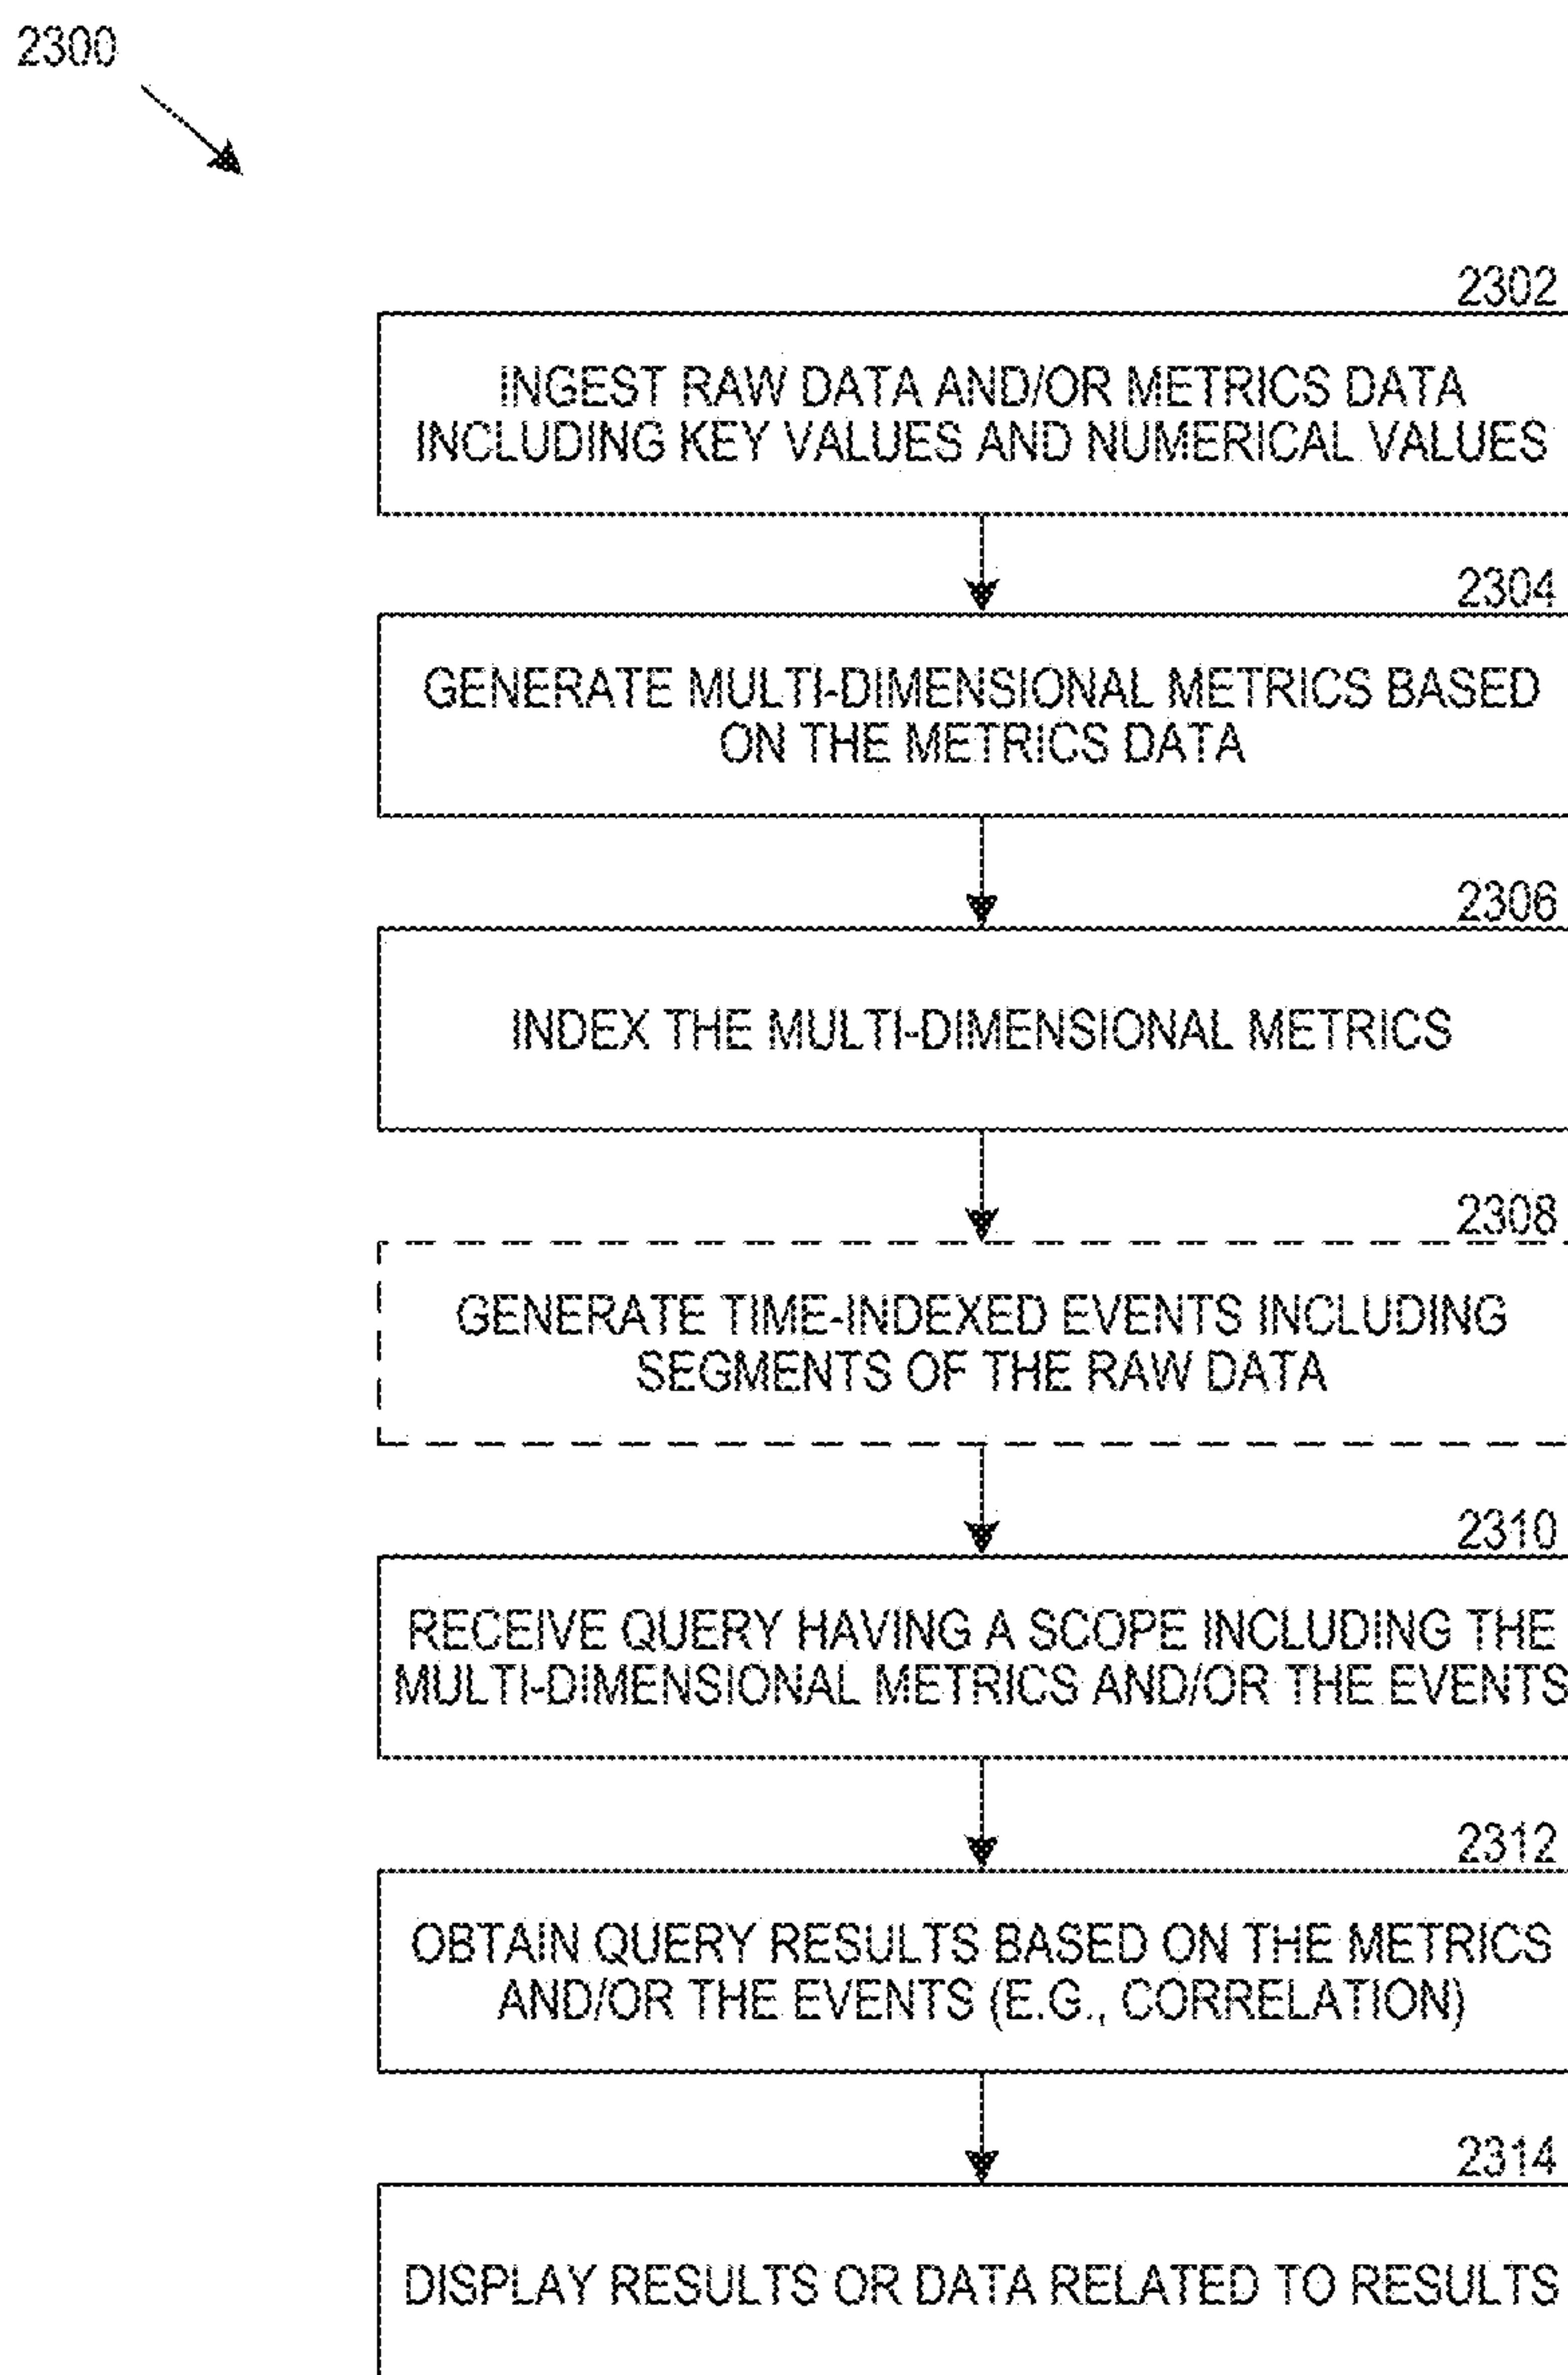 2300
2302
INGEST RAW DATA AND/OR METRICS DATA
INCLUDING KEY VALUES AND NUMERICAL VALUES
2304
GENERATE MULTI-DIMENSIONAL METRICS BASED
ON THE METRICS DATA
2306
INDEX THE MULTI-DIMENSIONAL METRICS
2308
GENERATE TIME-INDEXED EVENTS INCLUDING
SEGMENTS OF THE RAW DATA
2310
RECEIVE QUERY HAVING A SCOPE INCLUDING THE
MULTI-DIMENSIONAL METRICS AND/OR THE EVENTS
2312
OBTAIN QUERY RESULTS BASED ON THE METRICS
AND/OR THE EVENTS (E.G., CORRELATION)
2314
DISPLAY RESULTS OR DATA RELATED TO RESULTS